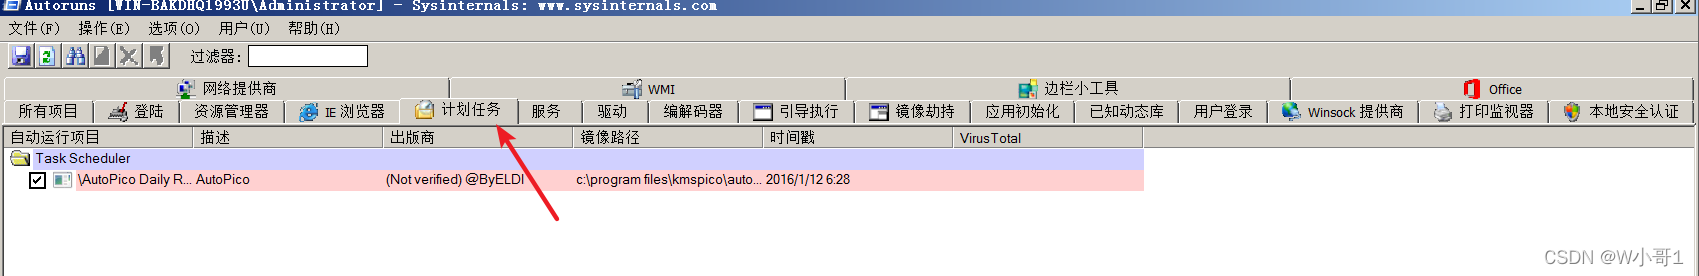 Autoruns [WIN-BAKDHQ1993U\Administrator] - Sysinternals: www.sysinternals.com
文件(F) 操作(E) 选项(O) 用户(U) 帮助(H)
过滤器:
网络提供商 WMI 边栏小工具 Office
所有项目 登陆 资源管理器 IE 浏览器 计划任务 服务 驱动 编解码器 引导执行 镜像劫持 应用初始化 已知动态库 用户登录 Winsock 提供商 打印监视器 本地安全认证
自动运行项目 描述 出版商 镜像路径 时间戳 VirusTotal
Task Scheduler
\AutoPico Daily R... AutoPico (Not verified) @ByELDI c:\program files\kmspico\auto... 2016/1/12 6:28
CSDN @W小哥1